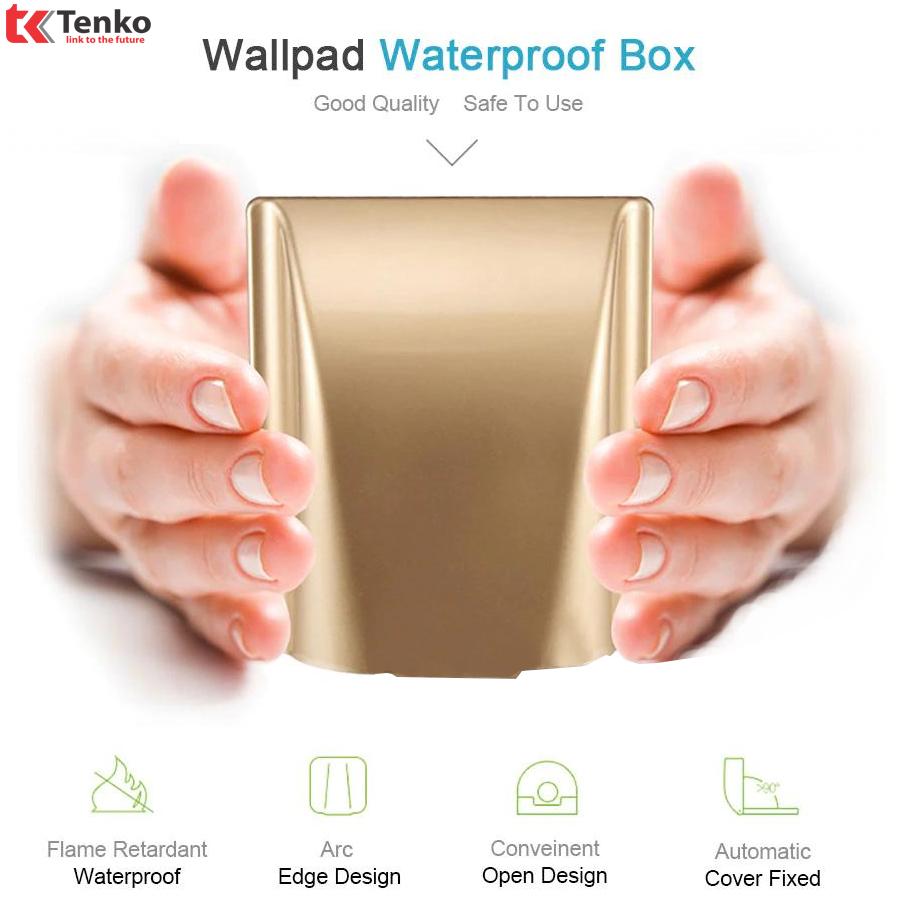 Tenko
link to the future
Wallpad Waterproof Box
Good Quality Safe To Use
>90°
Flame Retardant
Waterproof
Arc
Edge Design
Conveinent
Open Design
Automatic
Cover Fixed